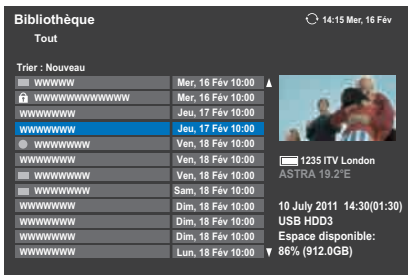 Bibliothèque
14:15 Mer, 16 Fév
Tout
Trier : Nouveau
WWWWW Mer, 16 Fév 10:00
WWWWWWWWWWWW Mer, 16 Fév 10:00
WWWWWWWW Jeu, 17 Fév 10:00
WWWWWWWW Jeu, 17 Fév 10:00
WWWWWWWW Ven, 18 Fév 10:00
WWWWWWWW Ven, 18 Fév 10:00
WWWWWWWW Ven, 18 Fév 10:00
WWWWWWWW Sam, 18 Fév 10:00
WWWWWWWW Dim, 18 Fév 10:00
WWWWWWWW Dim, 18 Fév 10:00
WWWWWWWW Dim, 18 Fév 10:00
WWWWWWWW Lun, 18 Fév 10:00
1235 ITV London
ASTRA 19.2°E
10 July 2011 14:30(01:30)
USB HDD3
Espace disponible:
86% (912.0GB)